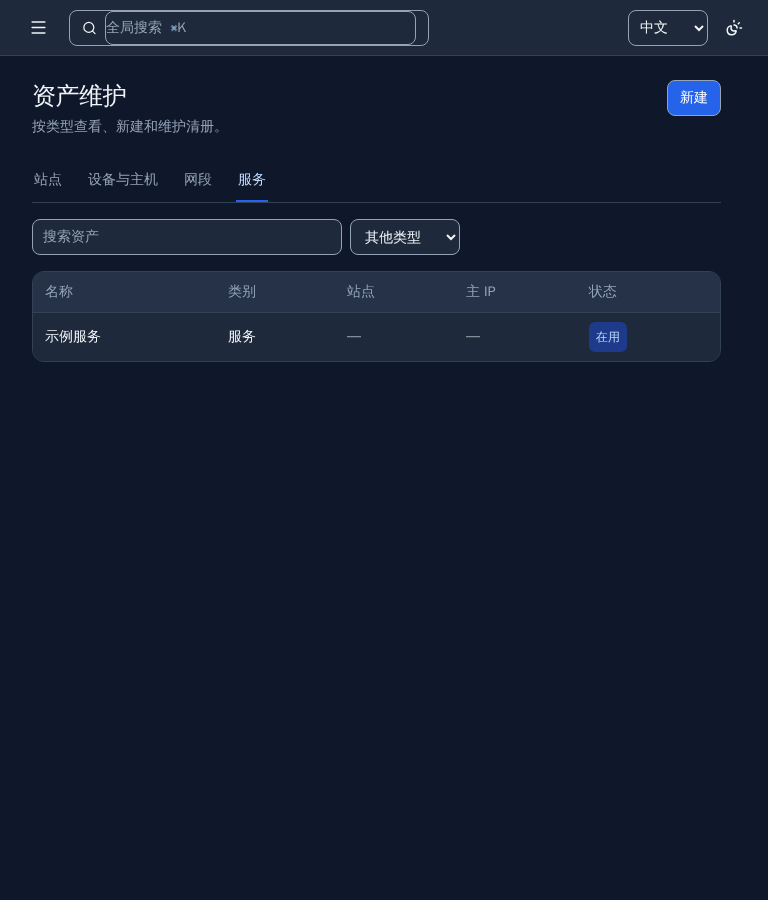 全局搜索 ⌘K
中文
资产维护
新建
按类型查看、新建和维护清册。
站点 设备与主机 网段 服务
搜索资产
其他类型
名称 类别 站点 主 IP 状态
示例服务 服务 — — 在用